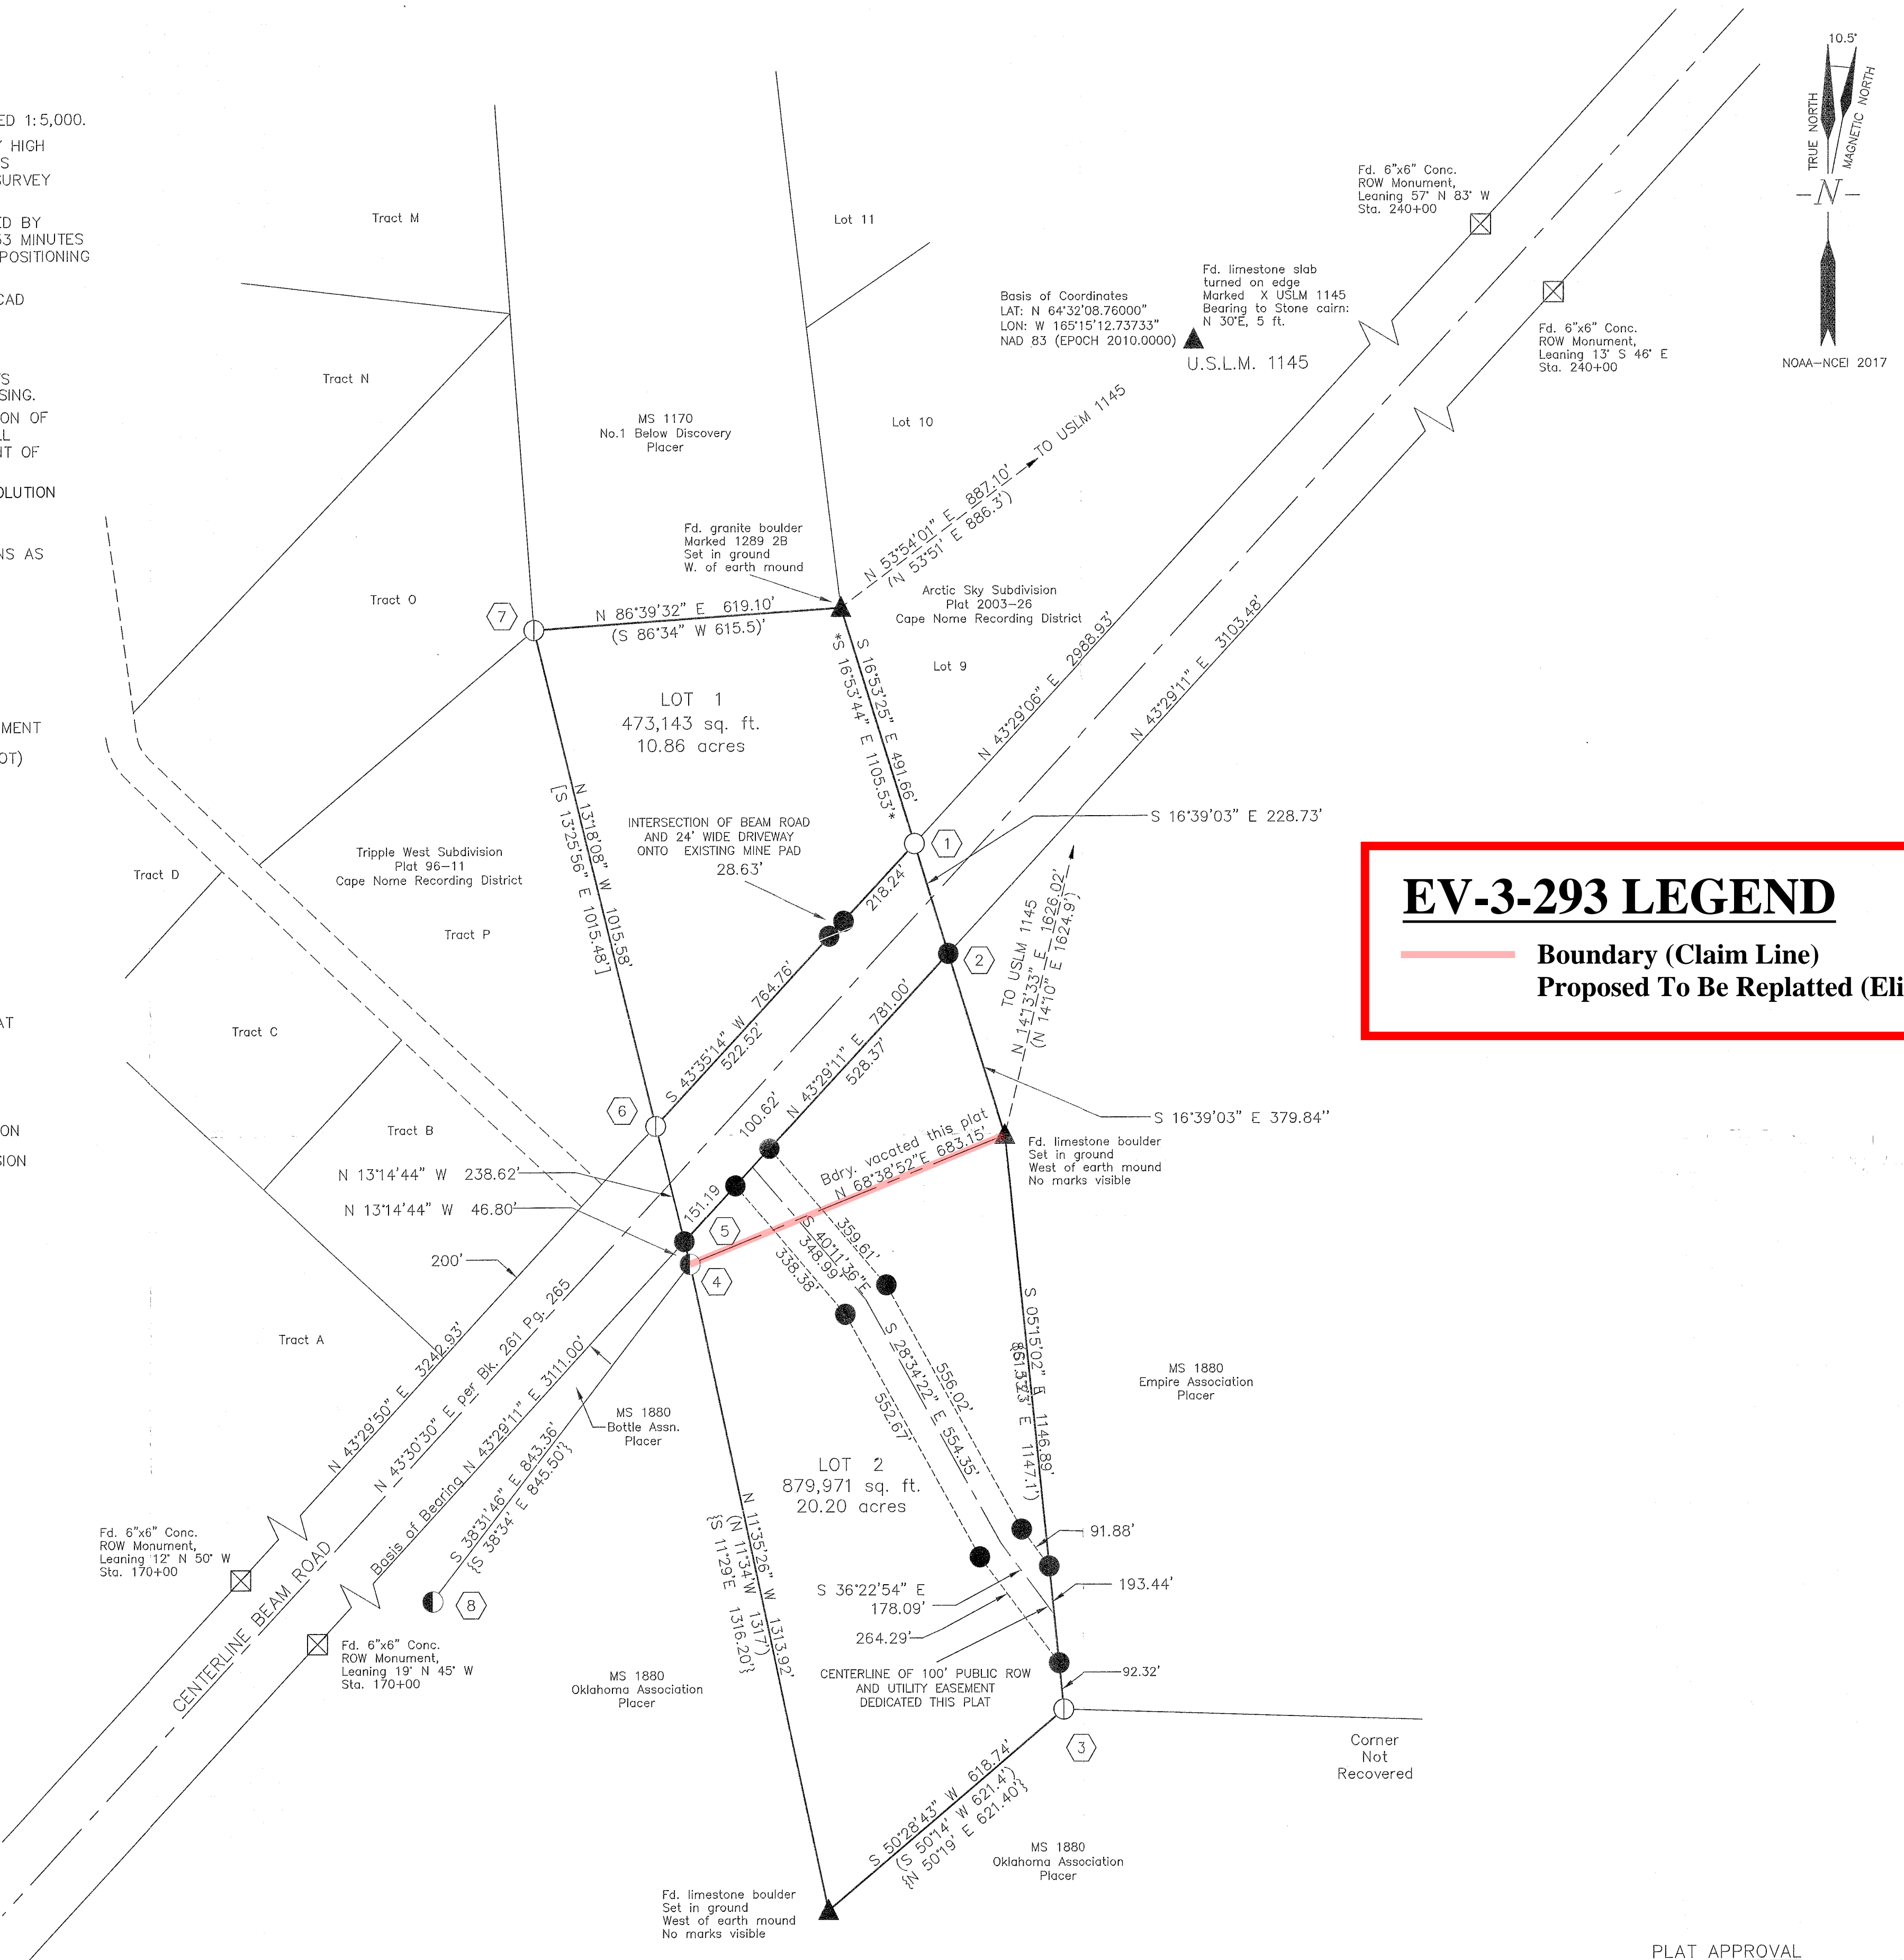 ED 1:5,000.
Y HIGH
S
SURVEY
ED BY
53 MINUTES
POSITIONING
CAD
TS
SING.
ON OF
LL
NT OF
OLUTION
NS AS
MENT
OT)
AT
ON
SION
10.5°
TRUE NORTH
MAGNETIC NORTH
N
NOAA-NCEI 2017
Fd. 6"x6" Conc.
ROW Monument,
Leaning 57° N 83° W
Sta. 240+00
Fd. 6"x6" Conc.
ROW Monument,
Leaning 13° S 46° E
Sta. 240+00
Tract M
Lot 11
Basis of Coordinates
LAT: N 64°32'08.76000"
LON: W 165°15'12.73733"
NAD 83 (EPOCH 2010.0000)
Fd. limestone slab
turned on edge
Marked X USLM 1145
Bearing to Stone cairn:
N 30°E, 5 ft.
U.S.L.M. 1145
Tract N
MS 1170
No.1 Below Discovery
Placer
Lot 10
TO USLM 1145
N 53°54'01" E 887.10'
(N 53°51' E 886.3')
Fd. granite boulder
Marked 1289 2B
Set in ground
W. of earth mound
Arctic Sky Subdivision
Plat 2003-26
Cape Nome Recording District
Tract O
7
N 86°39'32" E 619.10'
(S 86°34" W 615.5)'
Lot 9
S 16°53'25" E 491.66'
*S 16°53'44" E 1105.53'*
N 43°29'06" E 2988.93'
N 43°29'11" E 3103.48'
LOT 1
473,143 sq. ft.
10.86 acres
N 13°18'08" W 1015.58'
[S 13°25'56" E 1015.48']
INTERSECTION OF BEAM ROAD
AND 24' WIDE DRIVEWAY
ONTO EXISTING MINE PAD
28.63'
218.24'
1
S 16°39'03" E 228.73'
Tripple West Subdivision
Plat 96-11
Cape Nome Recording District
Tract D
Tract P
2
TO USLM 1145
N 14°13'33" E 1626.02'
(N 14°10" E 1624.9')
EV-3-293 LEGEND
Boundary (Claim Line)
Proposed To Be Replatted (Eli
Tract C
S 43°35'14" W 764.76'
522.52'
N 43°29'11" E 781.00'
528.37'
100.62'
6
Tract B
S 16°39'03" E 379.84''
Bdry. vacated this plat
N 68°38'52"E 683.15'
Fd. limestone boulder
Set in ground
West of earth mound
No marks visible
N 13°14'44" W 238.62'
N 13°14'44" W 46.80'
151.19
5
4
200'
S 40°11'36"E
348.99'
359.61'
338.38'
Tract A
N 43°29'50" E 3242.93'
N 43°30'30" E per Bk. 261 Pg. 265
Basis of Bearing N 43°29'11" E 3111.00'
S 38°31'46" E 843.36'
{S 38°34' E 845.50'}
MS 1880
Bottle Assn.
Placer
S 28°34'22" E 554.35'
556.02'
552.67'
S 05°15'02" E 1146.89'
E 1147.1')
MS 1880
Empire Association
Placer
LOT 2
879,971 sq. ft.
20.20 acres
N 11°35'26" W 1313.92'
(N 11°34'W 1317')
{S 11°29'E 1316.20'}
91.88'
193.44'
S 36°22'54" E
178.09'
264.29'
CENTERLINE OF 100' PUBLIC ROW
AND UTILITY EASEMENT
DEDICATED THIS PLAT
92.32'
Fd. 6"x6" Conc.
ROW Monument,
Leaning 12° N 50° W
Sta. 170+00
CENTERLINE BEAM ROAD
8
Fd. 6"x6" Conc.
ROW Monument,
Leaning 19° N 45° W
Sta. 170+00
MS 1880
Oklahoma Association
Placer
3
Corner
Not
Recovered
S 50°28'43" W 618.74'
(S 50°14' W 621.4')
{N 50°19' E 621.40'}
MS 1880
Oklahoma Association
Placer
Fd. limestone boulder
Set in ground
West of earth mound
No marks visible
PLAT APPROVAL